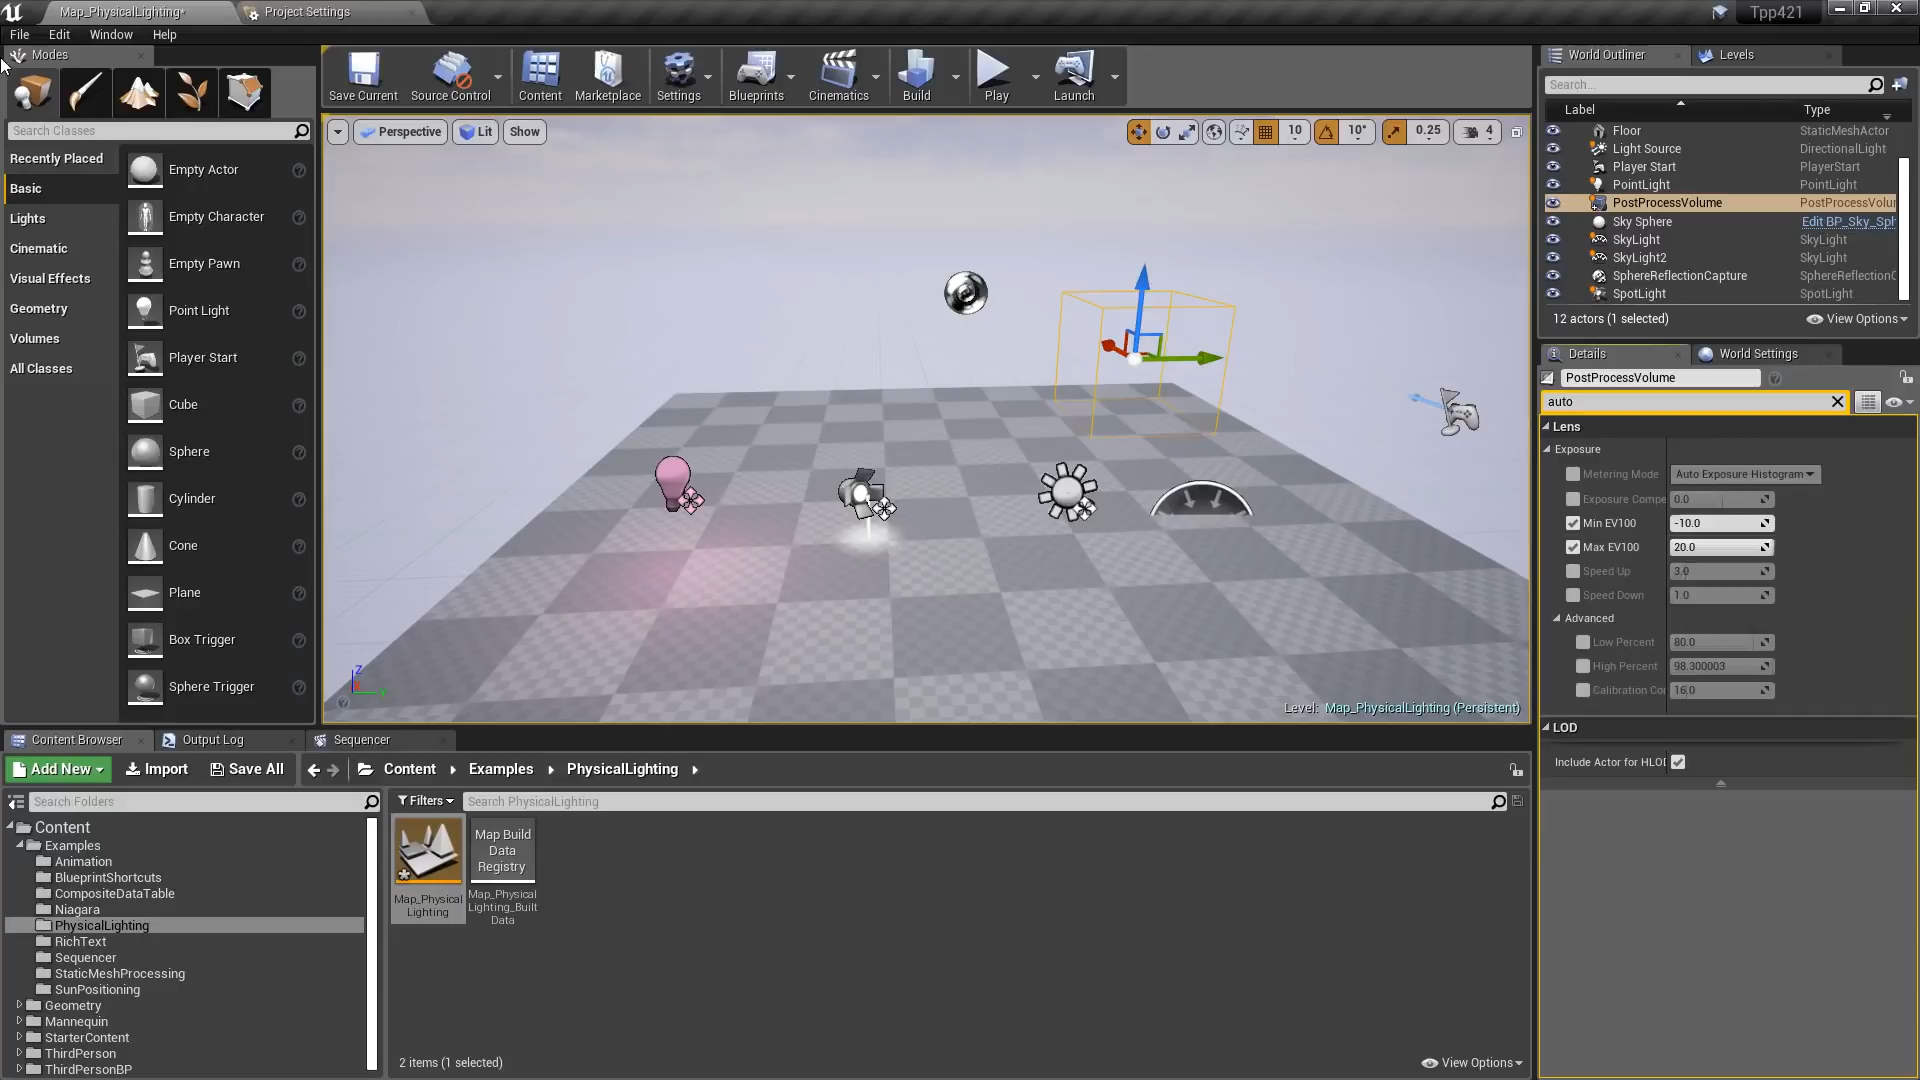 Map_PhysicalLighting*
Project Settings
Tpp421
File Edit Window Help
Modes
Save Current
Source Control
Content
Marketplace
Settings
Blueprints
Cinematics
Build
Play
Launch
Search Classes
Recently Placed
Basic
Lights
Cinematic
Visual Effects
Geometry
Volumes
All Classes
Empty Actor
Empty Character
Empty Pawn
Point Light
Player Start
Cube
Sphere
Cylinder
Cone
Plane
Box Trigger
Sphere Trigger
Perspective
Lit
Show
10
10°
0.25
4
Z
Level: Map_PhysicalLighting (Persistent)
World Outliner
Levels
Search...
Label Type
Floor StaticMeshActor
Light Source DirectionalLight
Player Start PlayerStart
PointLight PointLight
PostProcessVolume PostProcessVolur
Sky Sphere Edit BP_Sky_Sph
SkyLight SkyLight
SkyLight2 SkyLight
SphereReflectionCapture SphereReflectionC
SpotLight SpotLight
12 actors (1 selected)
View Options
Details
World Settings
PostProcessVolume
auto
Lens
Exposure
Metering Mode Auto Exposure Histogram
Exposure Compe 0.0
Min EV100 -10.0
Max EV100 20.0
Speed Up 3.0
Speed Down 1.0
Advanced
Low Percent 80.0
High Percent 98.300003
Calibration Con 16.0
LOD
Include Actor for HLOD
Content Browser
Output Log
Sequencer
Add New
Import
Save All
Content
Examples
PhysicalLighting
Search Folders
Filters
Search PhysicalLighting
Content
Examples
Animation
BlueprintShortcuts
CompositeDataTable
Niagara
PhysicalLighting
RichText
Sequencer
StaticMeshProcessing
SunPositioning
Geometry
Mannequin
StarterContent
ThirdPerson
ThirdPersonBP
Map_Physical
Lighting
Map Build
Data
Registry
Map_Physical
Lighting_Built
Data
2 items (1 selected)
View Options